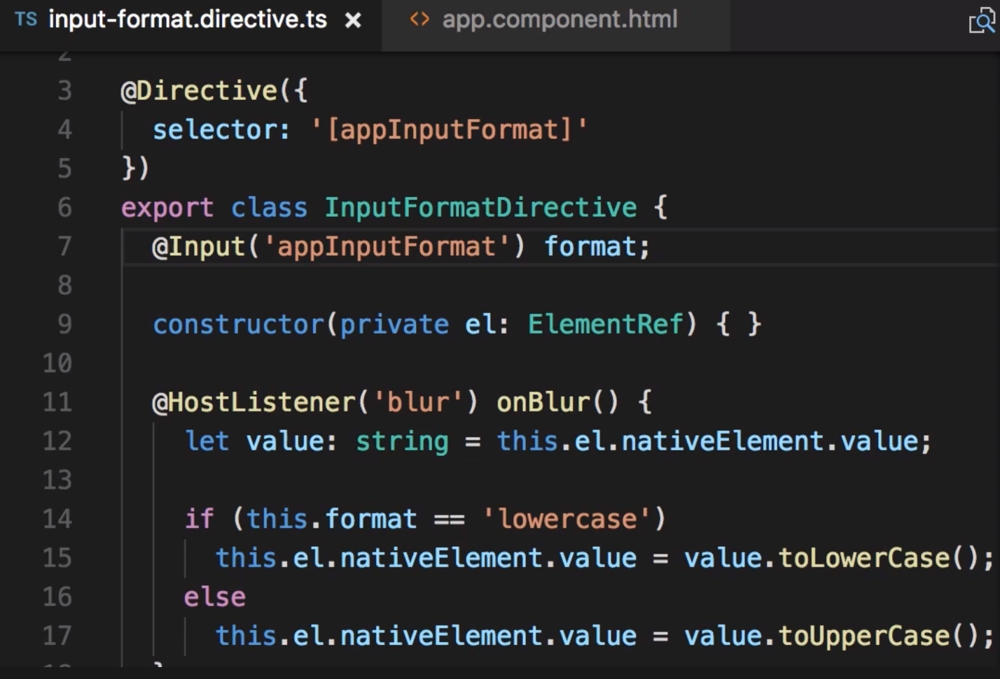 TS input-format.directive.ts × <> app.component.html
2
3 @Directive({
4   selector: '[appInputFormat]'
5 })
6 export class InputFormatDirective {
7   @Input('appInputFormat') format;
8
9   constructor(private el: ElementRef) { }
10
11   @HostListener('blur') onBlur() {
12     let value: string = this.el.nativeElement.value;
13
14     if (this.format == 'lowercase')
15       this.el.nativeElement.value = value.toLowerCase();
16     else
17       this.el.nativeElement.value = value.toUpperCase();